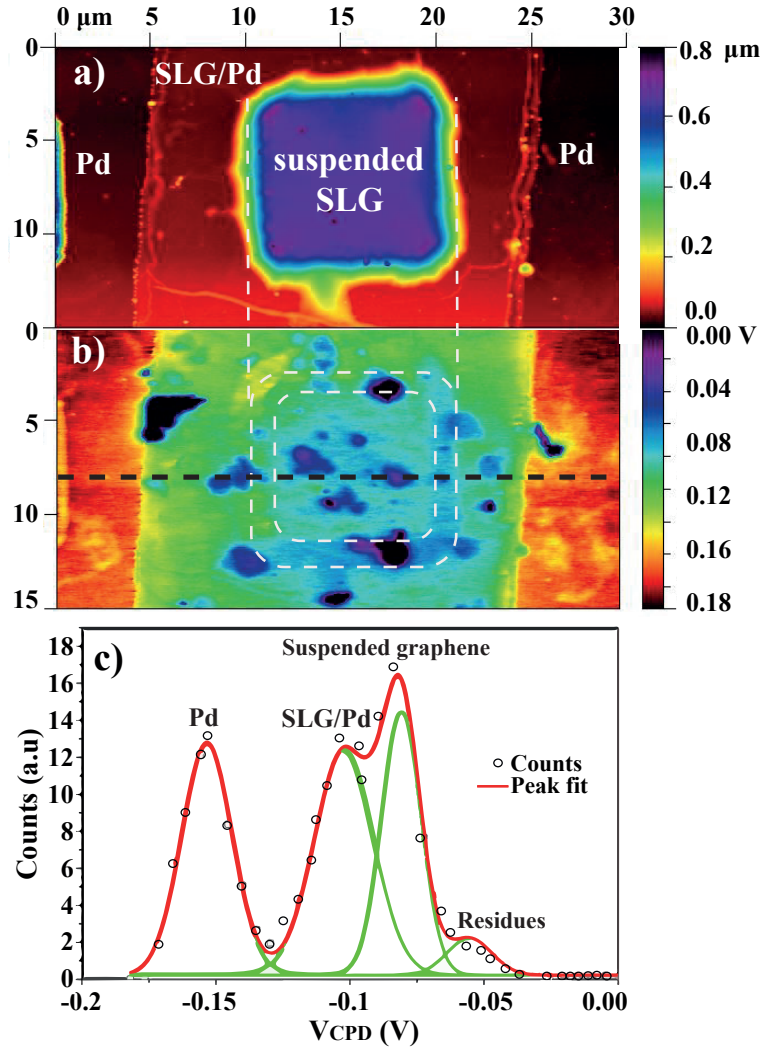 0 μm 5 10 15 20 25 30
0
a)
SLG/Pd
0.8 μm
Pd
suspended
SLG
Pd
5
10
0.6
0.4
0.2
0.0
0
b)
0.00 V
5
10
15
0.04
0.08
0.12
0.16
0.18
18
16
14
12
10
8
6
4
2
0
c)
Suspended graphene
Pd
SLG/Pd
Counts
Peak fit
Residues
Counts (a.u)
-0.2 -0.15 -0.1 -0.05 0.00
VCPD (V)